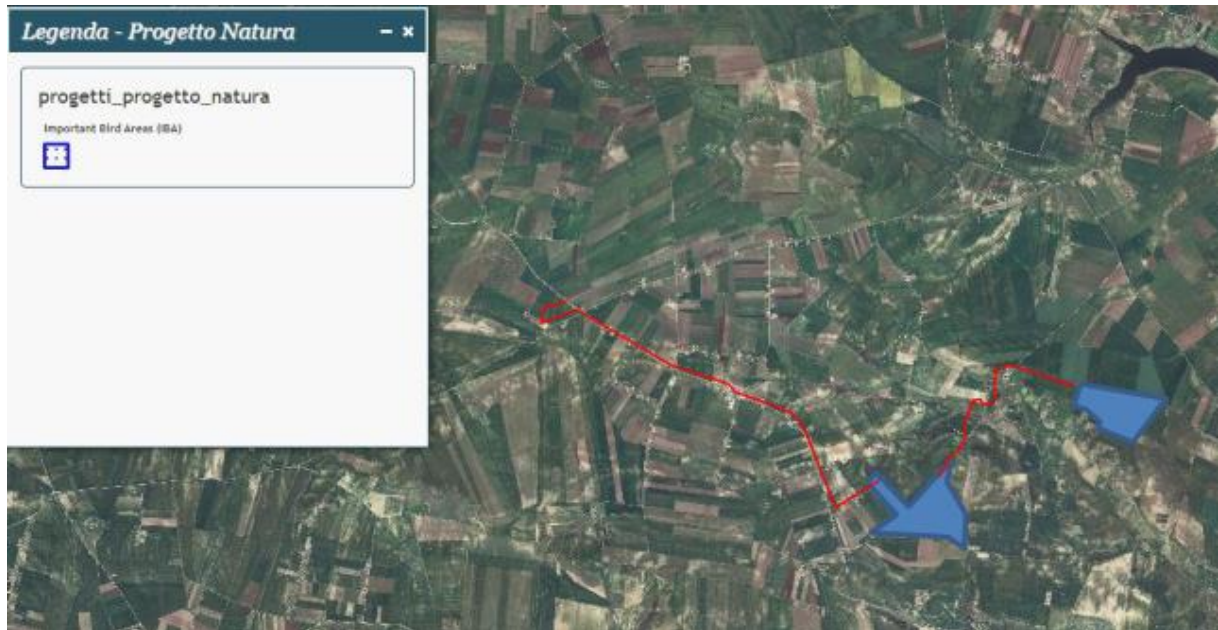 Legenda - Progetto Natura
progetti_progetto_natura
Important Bird Areas (IBA)